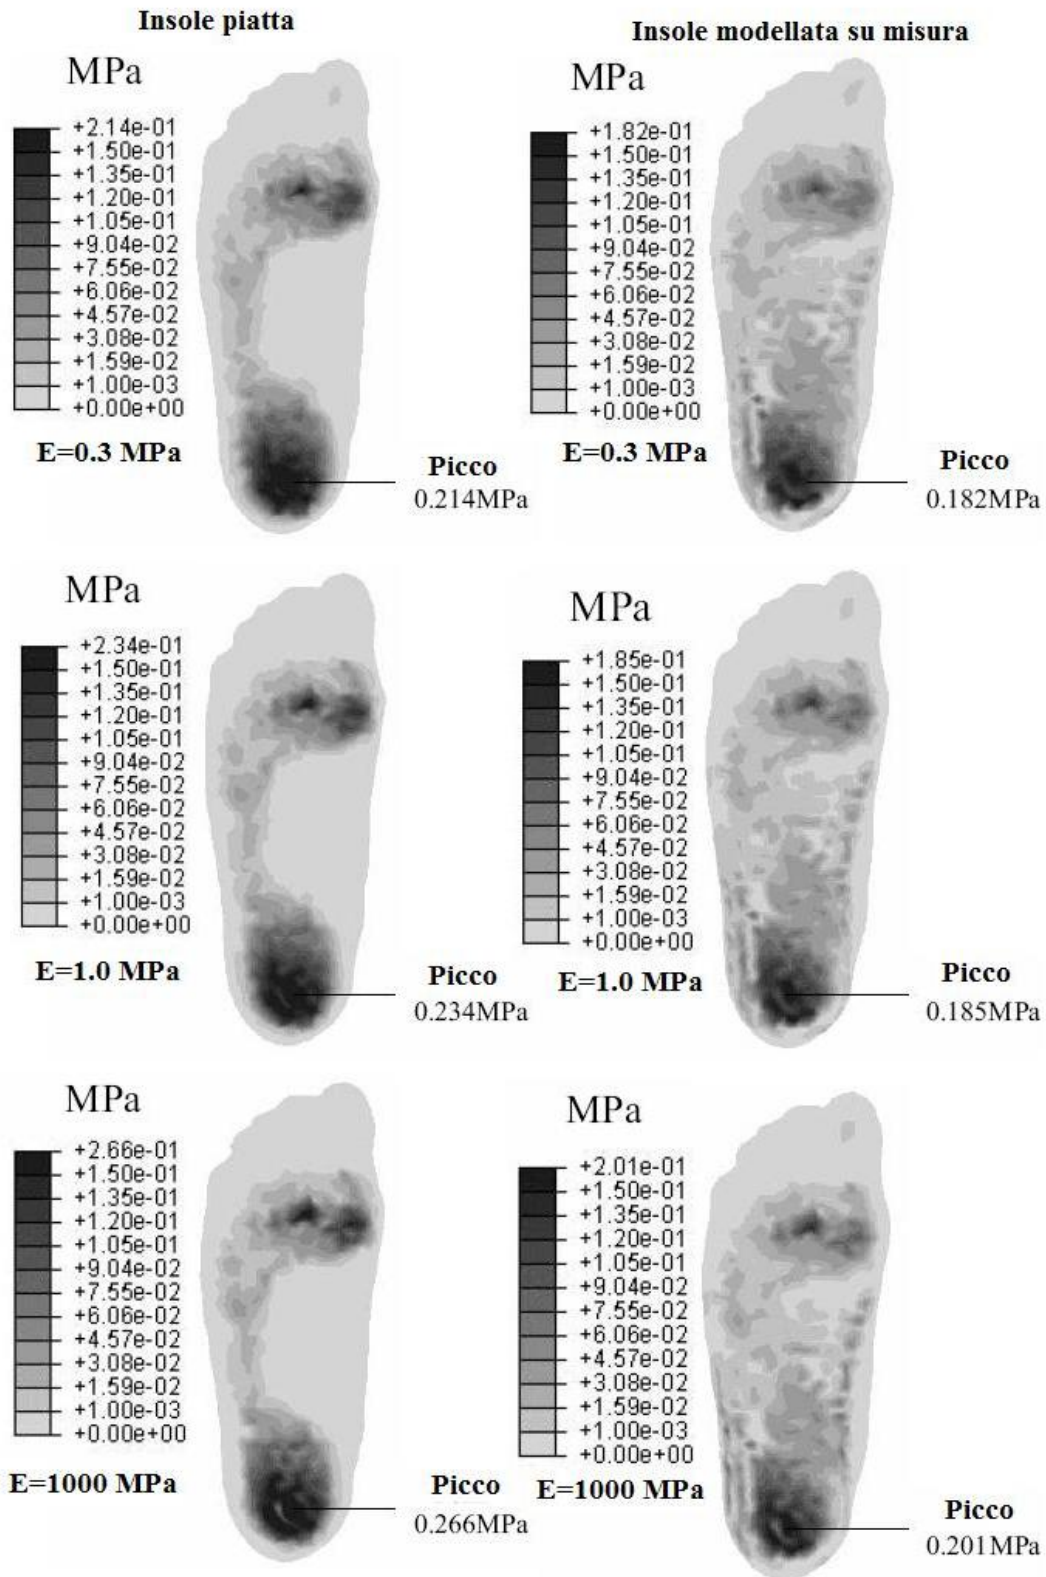 Insole piatta
Insole modellata su misura
MPa
+2.14e-01
+1.50e-01
+1.35e-01
+1.20e-01
+1.05e-01
+9.04e-02
+7.55e-02
+6.06e-02
+4.57e-02
+3.08e-02
+1.59e-02
+1.00e-03
+0.00e+00
E=0.3 MPa
Picco
0.214MPa
MPa
+1.82e-01
+1.50e-01
+1.35e-01
+1.20e-01
+1.05e-01
+9.04e-02
+7.55e-02
+6.06e-02
+4.57e-02
+3.08e-02
+1.59e-02
+1.00e-03
+0.00e+00
E=0.3 MPa
Picco
0.182MPa
MPa
+2.34e-01
+1.50e-01
+1.35e-01
+1.20e-01
+1.05e-01
+9.04e-02
+7.55e-02
+6.06e-02
+4.57e-02
+3.08e-02
+1.59e-02
+1.00e-03
+0.00e+00
E=1.0 MPa
Picco
0.234MPa
MPa
+1.85e-01
+1.50e-01
+1.35e-01
+1.20e-01
+1.05e-01
+9.04e-02
+7.55e-02
+6.06e-02
+4.57e-02
+3.08e-02
+1.59e-02
+1.00e-03
+0.00e+00
E=1.0 MPa
Picco
0.185MPa
MPa
+2.66e-01
+1.50e-01
+1.35e-01
+1.20e-01
+1.05e-01
+9.04e-02
+7.55e-02
+6.06e-02
+4.57e-02
+3.08e-02
+1.59e-02
+1.00e-03
+0.00e+00
E=1000 MPa
Picco
0.266MPa
MPa
+2.01e-01
+1.50e-01
+1.35e-01
+1.20e-01
+1.05e-01
+9.04e-02
+7.55e-02
+6.06e-02
+4.57e-02
+3.08e-02
+1.59e-02
+1.00e-03
+0.00e+00
E=1000 MPa
Picco
0.201MPa